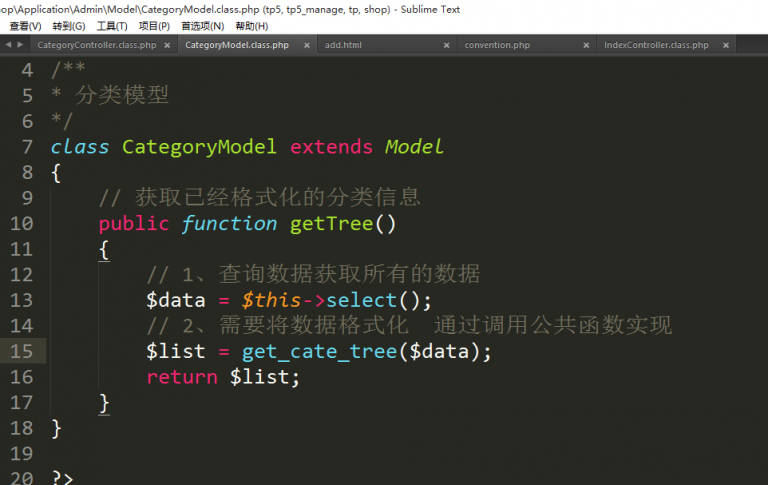 hop\Application\Admin\Model\CategoryModel.class.php (tp5, tp5_manage, tp, shop) - Sublime Text
查看(V) 转到(G) 工具(T) 项目(P) 首选项(N) 帮助(H)
CategoryController.class.php × CategoryModel.class.php × add.html × convention.php × IndexController.class.php ×
4 /**
5 * 分类模型
6 */
7 class CategoryModel extends Model
8 {
9 // 获取已经格式化的分类信息
10 public function getTree()
11 {
12 // 1、查询数据获取所有的数据
13 $data = $this->select();
14 // 2、需要将数据格式化 通过调用公共函数实现
15 $list = get_cate_tree($data);
16 return $list;
17 }
18 }
19
20 ?>